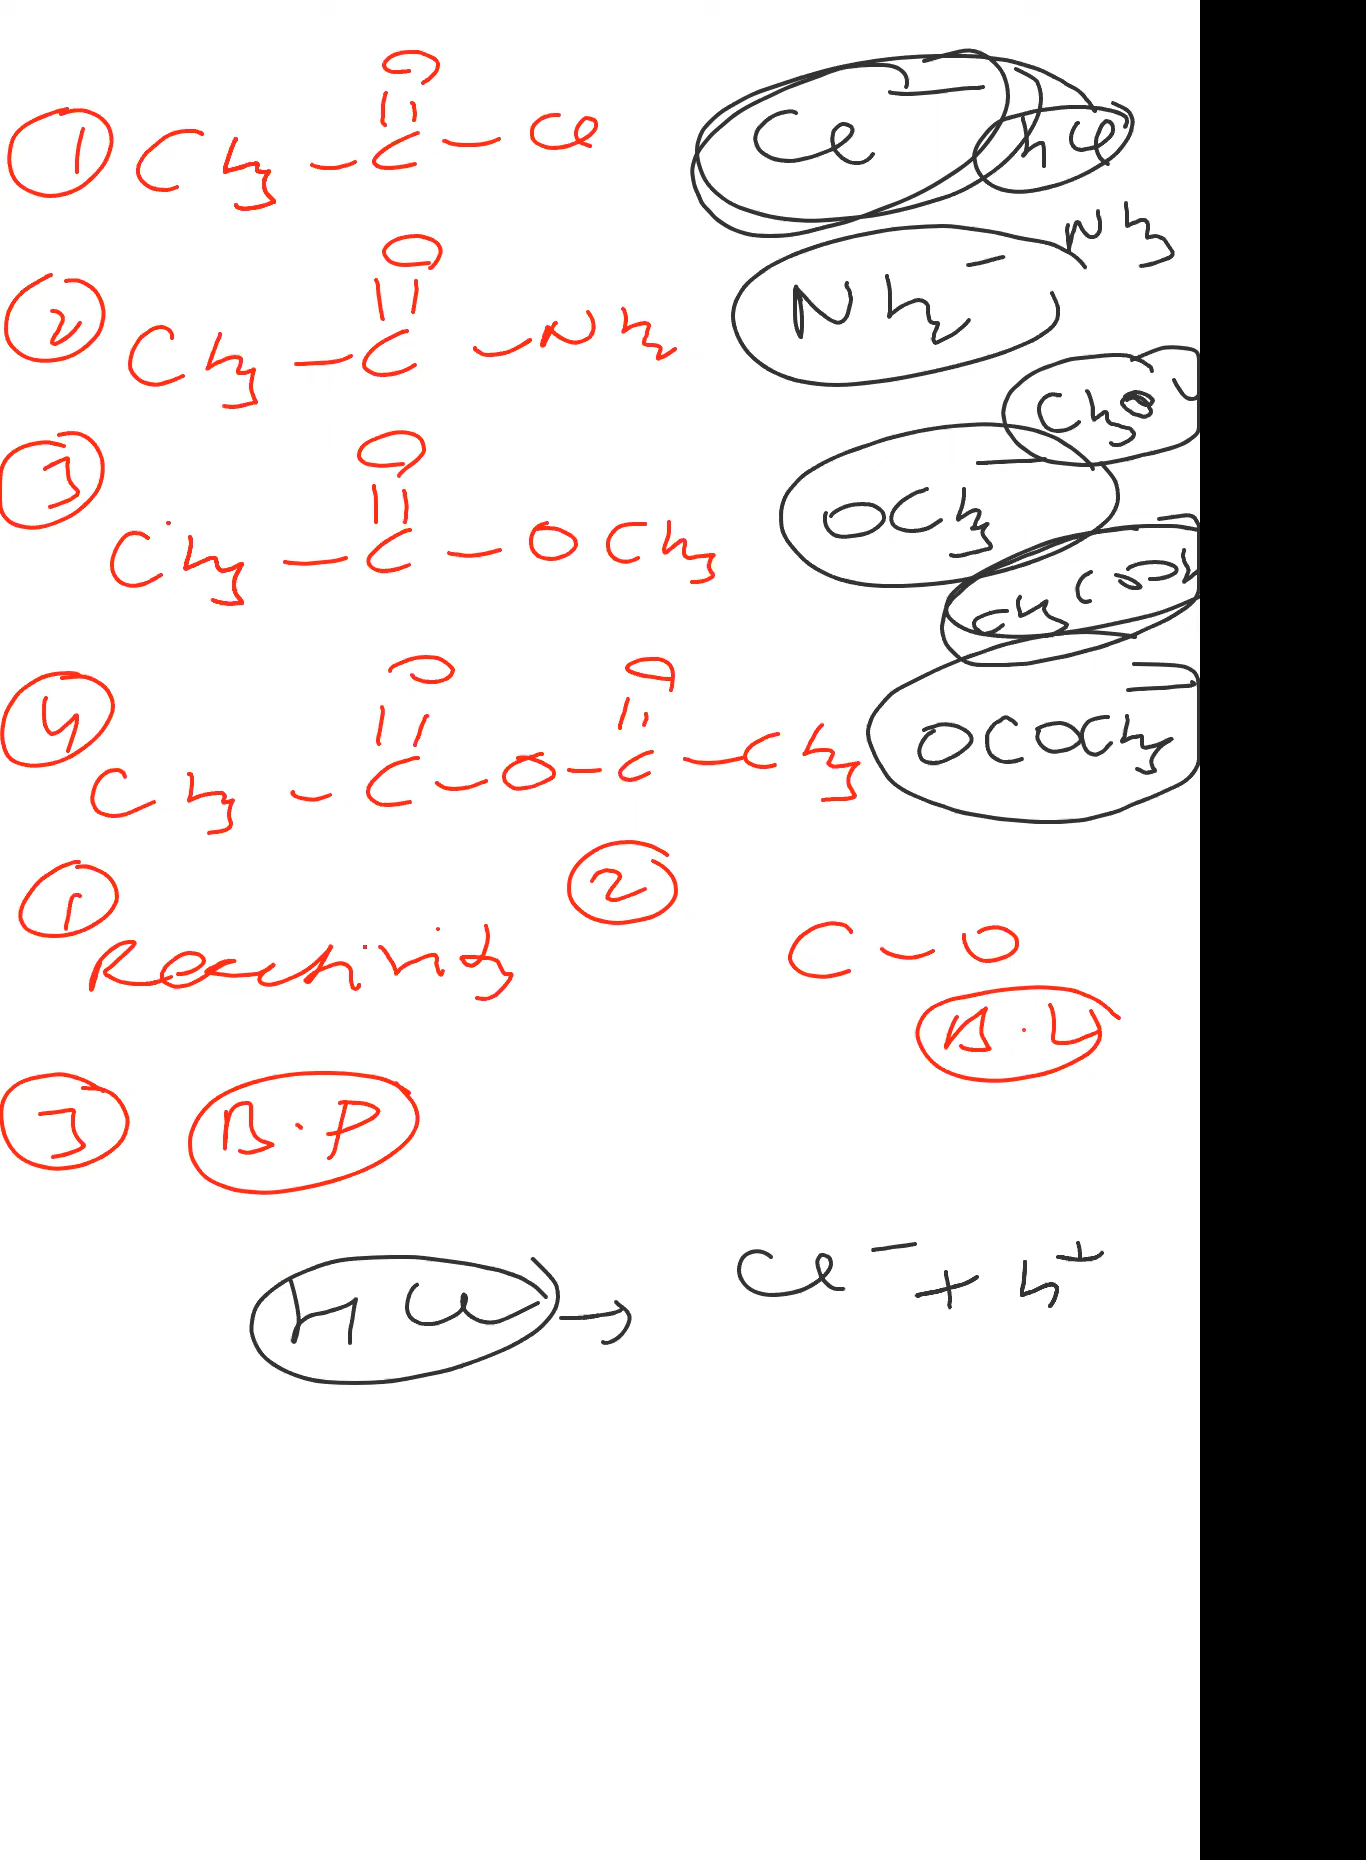 O
① CH3 – C – Cl Cl– HCl
O NH3
② CH3 – C – NH2 NH2–
O CH3OH
③ CH3 – C – OCH3 OCH3–
CH3COOH
O O
④ CH3 – C – O – C – CH3 OCOCH3–
① Reactivity ② C – O
B.L
③ B.P
HCl → Cl– + H+